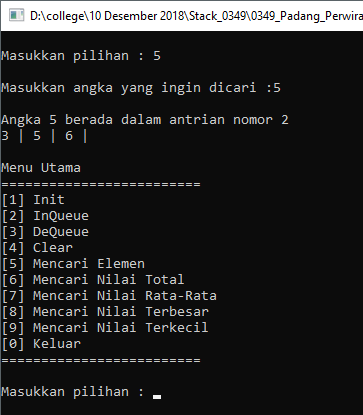 D:\college\10 Desember 2018\Stack_0349\0349_Padang_Perwira
Masukkan pilihan : 5
Masukkan angka yang ingin dicari :5
Angka 5 berada dalam antrian nomor 2
3 | 5 | 6 |
Menu Utama
=========================
[1] Init
[2] InQueue
[3] DeQueue
[4] Clear
[5] Mencari Elemen
[6] Mencari Nilai Total
[7] Mencari Nilai Rata-Rata
[8] Mencari Nilai Terbesar
[9] Mencari Nilai Terkecil
[0] Keluar
=========================
Masukkan pilihan :